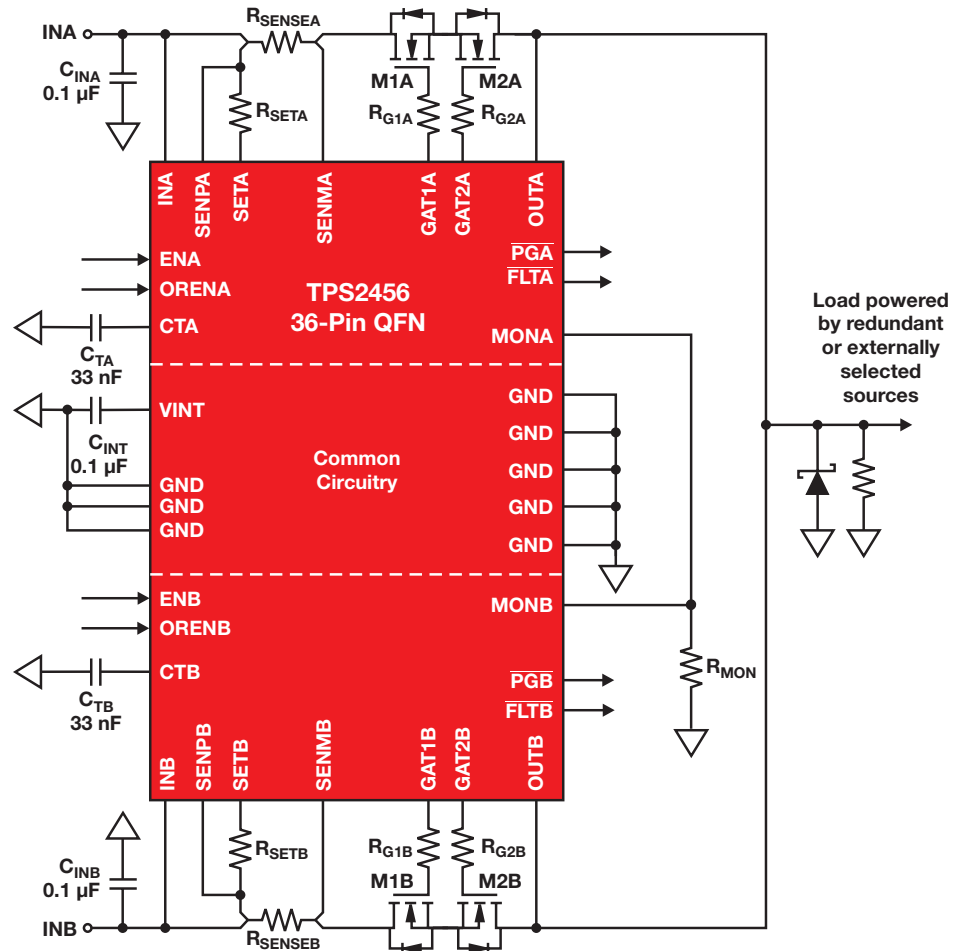 RSENSEA
INA
CINA
0.1 µF
RSETA
M1A
M2A
RG1A
RG2A
INA
SENPA
SETA
SENMA
GAT1A
GAT2A
OUTA
ENA
ORENA
CTA
CTA
33 nF
TPS2456
36-Pin QFN
PGA
FLTA
MONA
Load powered
by redundant
or externally
selected
sources
VINT
CINT
0.1 µF
GND
GND
GND
Common
Circuitry
GND
GND
GND
GND
GND
ENB
ORENB
CTB
CTB
33 nF
MONB
RMON
PGB
FLTB
INB
SENPB
SETB
SENMB
GAT1B
GAT2B
OUTB
CINB
0.1 µF
RSETB
RG1B
RG2B
M1B
M2B
INB
RSENSEB